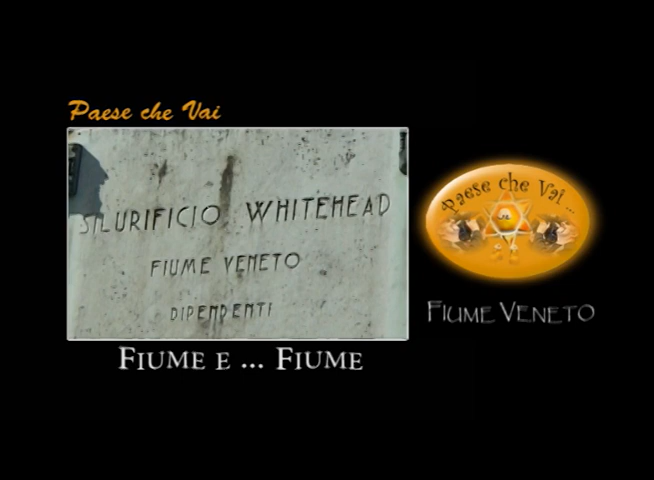 Paese che Vai
SILURIFICIO WHITEHEAD
FIUME VENETO
DIPENDENTI
FIUME E ... FIUME
Paese che Vai ...
FIUME VENETO